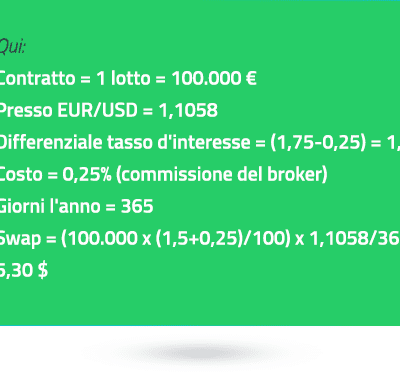 Qui:
Contratto = 1 lotto = 100.000 €
Presso EUR/USD = 1,1058
Differenziale tasso d'interesse = (1,75-0,25) = 1,
Costo = 0,25% (commissione del broker)
Giorni l'anno = 365
Swap = (100.000 x (1,5+0,25)/100) x 1,1058/36
5,30 $